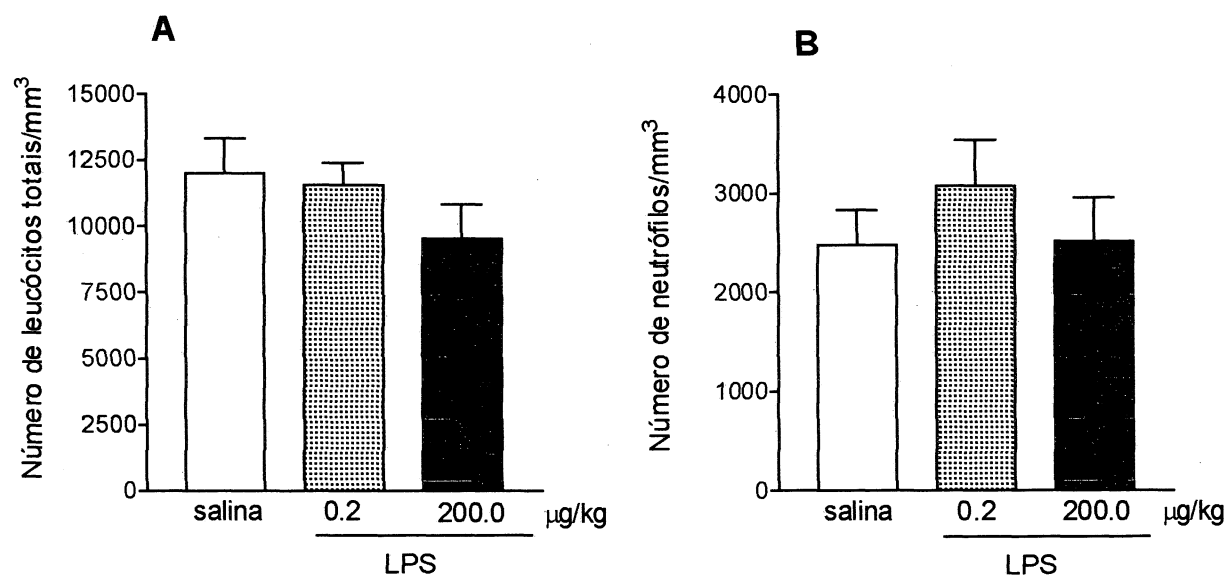 A
Número de leucócitos totais/mm³
15000
12500
10000
7500
5000
2500
0
salina 0.2 200.0 µg/kg
LPS
B
Número de neutrófilos/mm³
4000
3000
2000
1000
0
salina 0.2 200.0 µg/kg
LPS